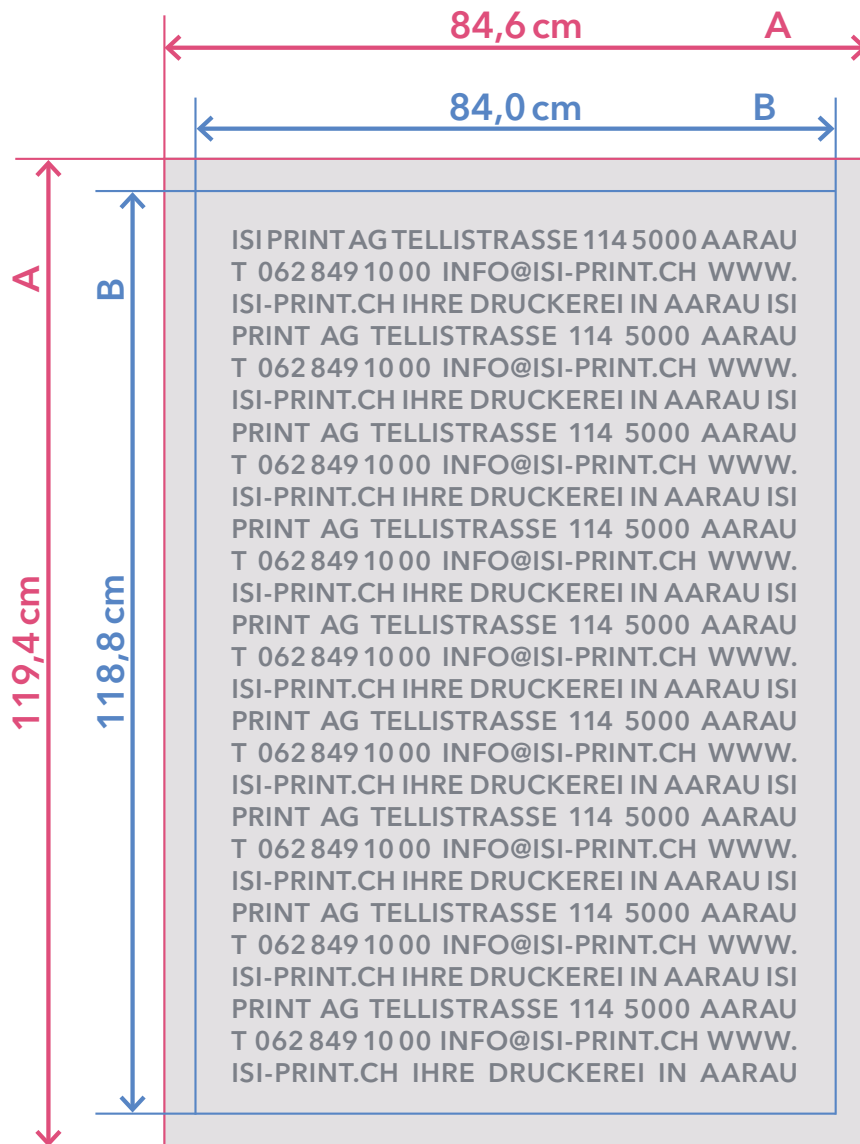 84,6 cm A
84,0 cm B
A
B
119,4 cm
118,8 cm
ISI PRINT AG TELLISTRASSE 114 5000 AARAU
T 062 849 10 00 INFO@ISI-PRINT.CH WWW.
ISI-PRINT.CH IHRE DRUCKEREI IN AARAU ISI
PRINT AG TELLISTRASSE 114 5000 AARAU
T 062 849 10 00 INFO@ISI-PRINT.CH WWW.
ISI-PRINT.CH IHRE DRUCKEREI IN AARAU ISI
PRINT AG TELLISTRASSE 114 5000 AARAU
T 062 849 10 00 INFO@ISI-PRINT.CH WWW.
ISI-PRINT.CH IHRE DRUCKEREI IN AARAU ISI
PRINT AG TELLISTRASSE 114 5000 AARAU
T 062 849 10 00 INFO@ISI-PRINT.CH WWW.
ISI-PRINT.CH IHRE DRUCKEREI IN AARAU ISI
PRINT AG TELLISTRASSE 114 5000 AARAU
T 062 849 10 00 INFO@ISI-PRINT.CH WWW.
ISI-PRINT.CH IHRE DRUCKEREI IN AARAU ISI
PRINT AG TELLISTRASSE 114 5000 AARAU
T 062 849 10 00 INFO@ISI-PRINT.CH WWW.
ISI-PRINT.CH IHRE DRUCKEREI IN AARAU ISI
PRINT AG TELLISTRASSE 114 5000 AARAU
T 062 849 10 00 INFO@ISI-PRINT.CH WWW.
ISI-PRINT.CH IHRE DRUCKEREI IN AARAU ISI
PRINT AG TELLISTRASSE 114 5000 AARAU
T 062 849 10 00 INFO@ISI-PRINT.CH WWW.
ISI-PRINT.CH IHRE DRUCKEREI IN AARAU ISI
PRINT AG TELLISTRASSE 114 5000 AARAU
T 062 849 10 00 INFO@ISI-PRINT.CH WWW.
ISI-PRINT.CH IHRE DRUCKEREI IN AARAU